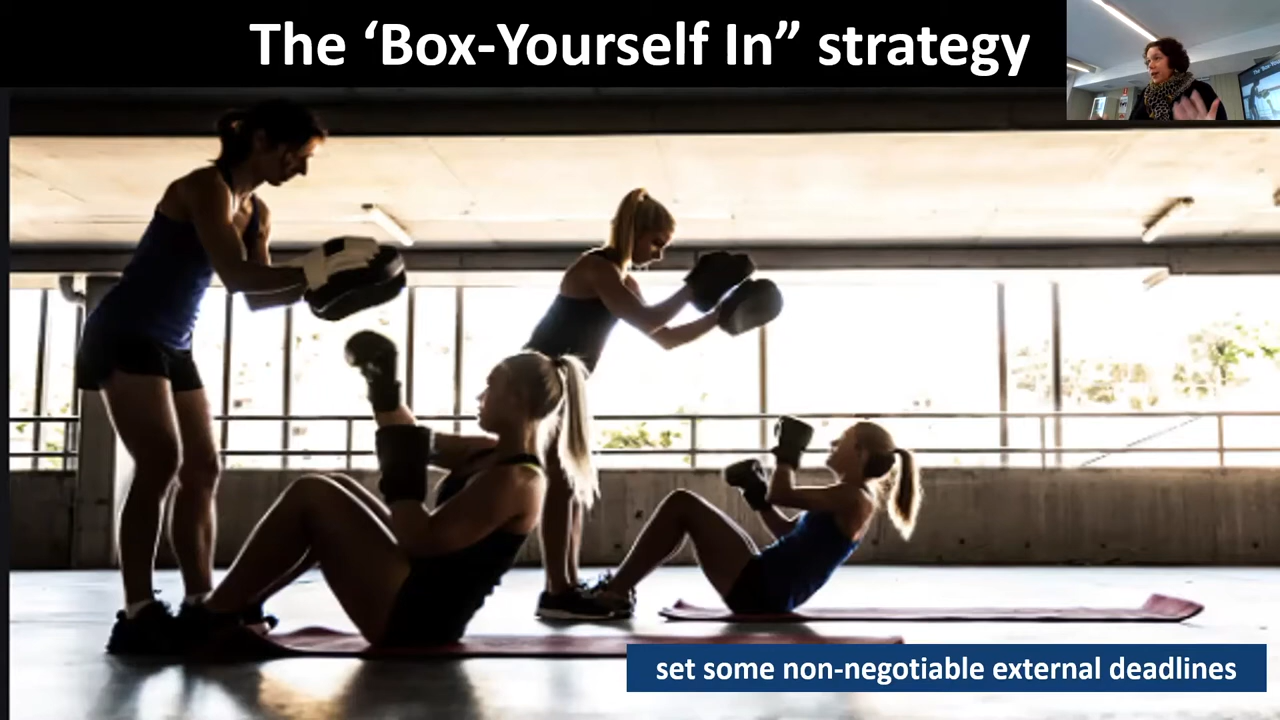 The ‘Box-Yourself In” strategy
set some non-negotiable external deadlines